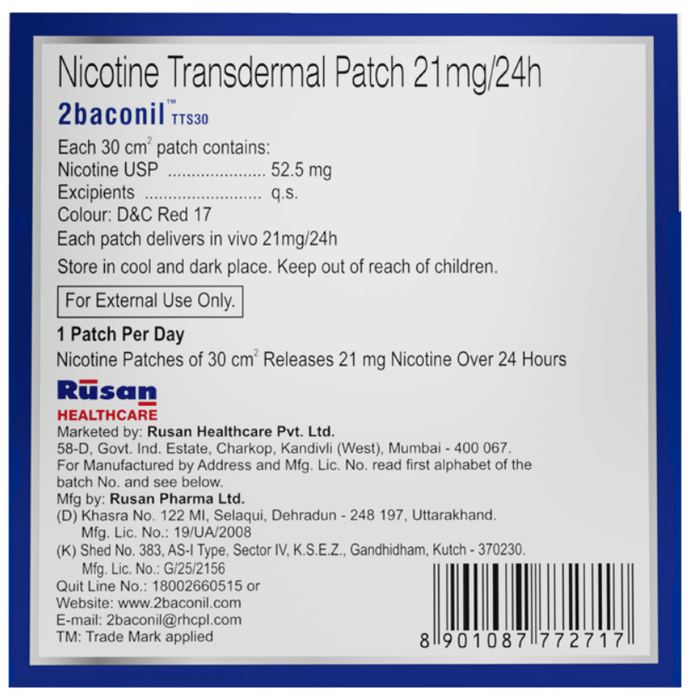 Nicotine Transdermal Patch 21mg/24h
2baconil™ TTS30
Each 30 cm² patch contains:
Nicotine USP ..................... 52.5 mg
Excipients ......................... q.s.
Colour: D&C Red 17
Each patch delivers in vivo 21mg/24h
Store in cool and dark place. Keep out of reach of children.
For External Use Only.
1 Patch Per Day
Nicotine Patches of 30 cm² Releases 21 mg Nicotine Over 24 Hours
Rūsan
HEALTHCARE
Marketed by: Rusan Healthcare Pvt. Ltd.
58-D, Govt. Ind. Estate, Charkop, Kandivli (West), Mumbai - 400 067.
For Manufactured by Address and Mfg. Lic. No. read first alphabet of the
batch No. and see below.
Mfg by: Rusan Pharma Ltd.
(D) Khasra No. 122 MI, Selaqui, Dehradun - 248 197, Uttarakhand.
Mfg. Lic. No.: 19/UA/2008
(K) Shed No. 383, AS-I Type, Sector IV, K.S.E.Z., Gandhidham, Kutch - 370230.
Mfg. Lic. No.: G/25/2156
Quit Line No.: 18002660515 or
Website: www.2baconil.com
E-mail: 2baconil@rhcpl.com
TM: Trade Mark applied
8 901087 772717